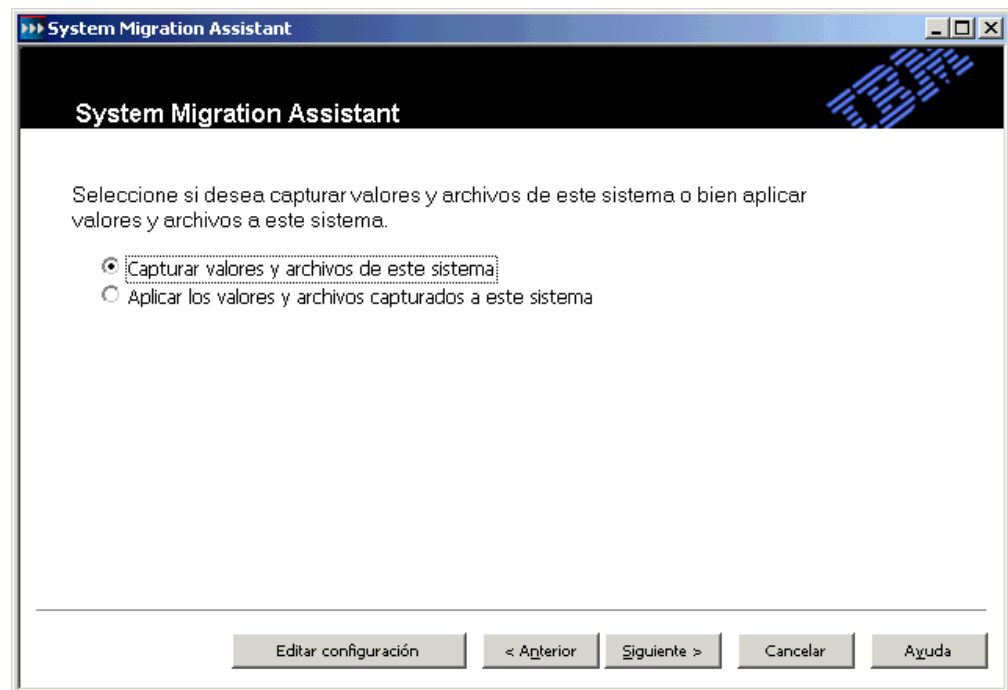 System Migration Assistant
IBM
System Migration Assistant
Seleccione si desea capturar valores y archivos de este sistema o bien aplicar
valores y archivos a este sistema.
Capturar valores y archivos de este sistema
Aplicar los valores y archivos capturados a este sistema
Editar configuración
< Anterior
Siguiente >
Cancelar
Ayuda